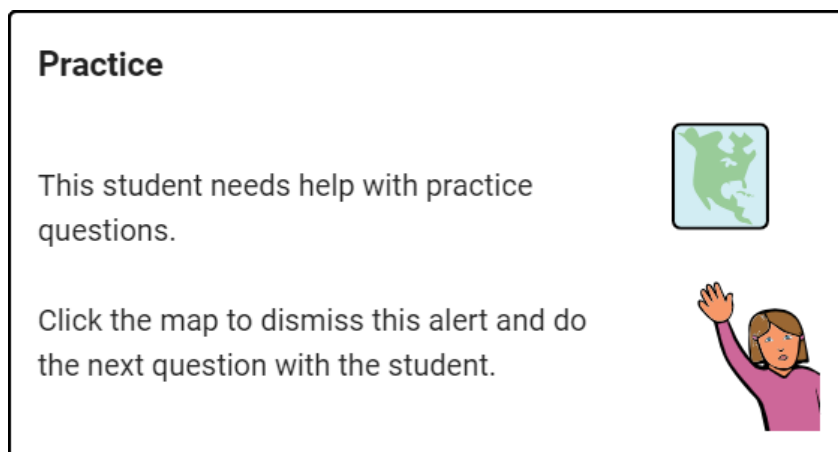 Practice
This student needs help with practice
questions.
Click the map to dismiss this alert and do
the next question with the student.